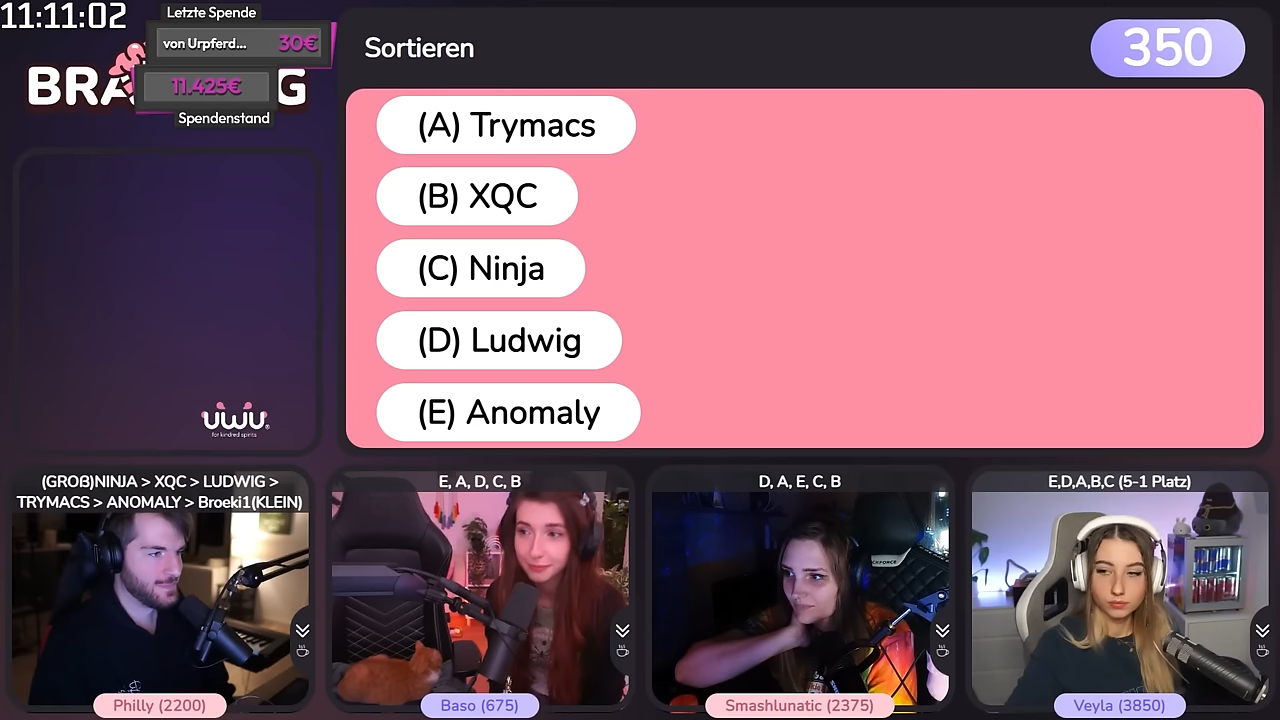 11:11:02
Letzte Spende
von Urpferd... 30€
11.425€
Spendenstand
Sortieren
350
(A) Trymacs
(B) XQC
(C) Ninja
(D) Ludwig
(E) Anomaly
UWU
for kindred spirits
(GROß)NINJA > XQC > LUDWIG >
TRYMACS > ANOMALY > Broeki1(KLEIN)
E, A, D, C, B
D, A, E, C, B
E,D,A,B,C (5-1 Platz)
Philly (2200)
Baso (675)
Smashlunatic (2375)
Veyla (3850)